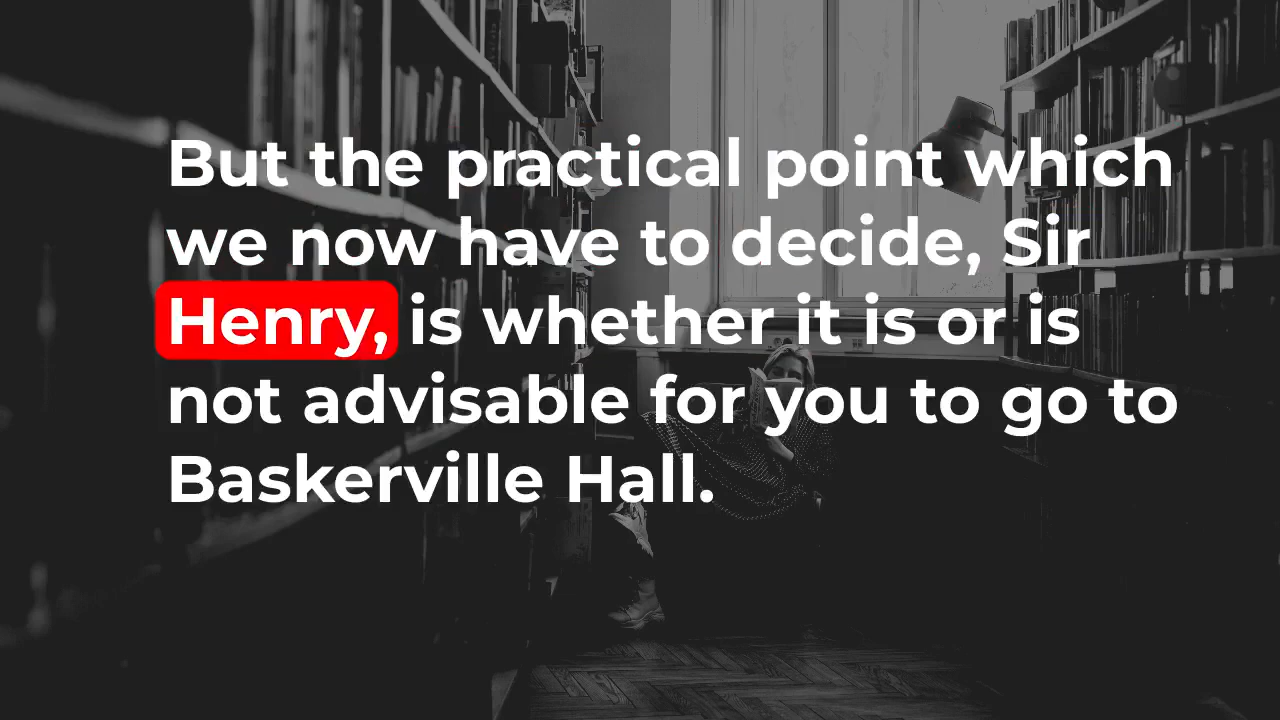 But the practical point which
we now have to decide, Sir
Henry, is whether it is or is
not advisable for you to go to
Baskerville Hall.